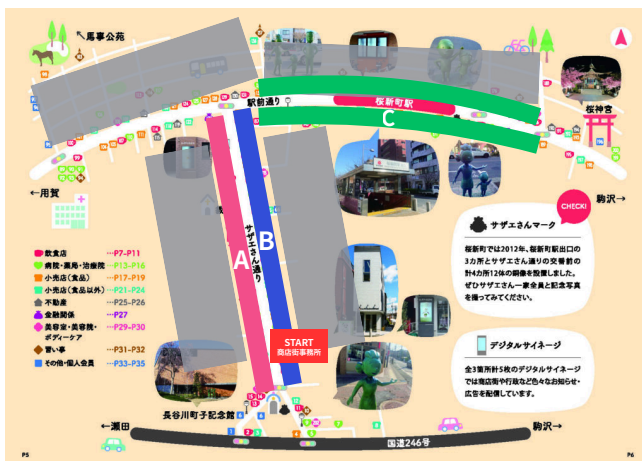 馬事公苑
駅前通り
桜新町駅
C
桜神宮
←用賀
駒沢→
A
B
サザエさん通り
CHECK!
サザエさんマーク
桜新町では2012年、桜新町駅出口の
3カ所とサザエさん通りの交番前の
計4カ所12体の銅像を設置しました。
ぜひサザエさん一家全員と記念写真
を撮ってみてください。
飲食店 …P7-P11
病院・薬局・治療院 …P13-P16
小売店(食品) …P17-P19
小売店(食品以外) …P21-P24
不動産 …P25-P26
金融関係 …P27
美容室・美容院・
ボディーケア …P29-P30
習い事 …P31-P32
その他・個人会員 …P33-P35
START
商店街事務所
デジタルサイネージ
全3箇所計5枚のデジタルサイネージ
では商店街や行政など色々なお知らせ・
広告を配信しています。
長谷川町子記念館
←瀬田
国道246号
駒沢→
P5
P6